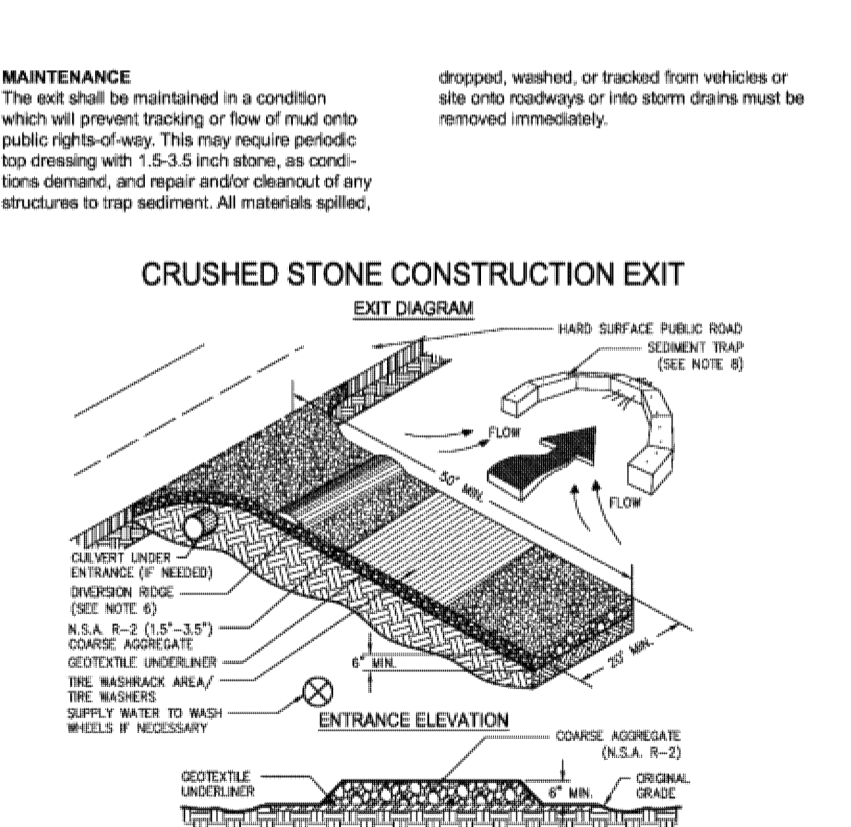 MAINTENANCE
The exit shall be maintained in a condition
which will prevent tracking or flow of mud onto
public rights-of-way. This may require periodic
top dressing with 1.5-3.5 inch stone, as condi-
tions demand, and repair and/or cleanout of any
structures to trap sediment. All materials spilled,
dropped, washed, or tracked from vehicles or
site onto roadways or into storm drains must be
removed immediately.
CRUSHED STONE CONSTRUCTION EXIT
EXIT DIAGRAM
HARD SURFACE PUBLIC ROAD
SEDIMENT TRAP
(SEE NOTE 8)
FLOW
50' MIN.
FLOW
CULVERT UNDER
ENTRANCE (IF NEEDED)
DIVERSION RIDGE
(SEE NOTE 6)
N.S.A. R-2 (1.5"-3.5")
COARSE AGGREGATE
GEOTEXTILE UNDERLINER
TIRE WASHRACK AREA/
TIRE WASHERS
SUPPLY WATER TO WASH
WHEELS IF NECESSARY
6" MIN.
20' MIN.
ENTRANCE ELEVATION
COARSE AGGREGATE
(N.S.A. R-2)
GEOTEXTILE
UNDERLINER
6" MIN.
ORIGINAL
GRADE